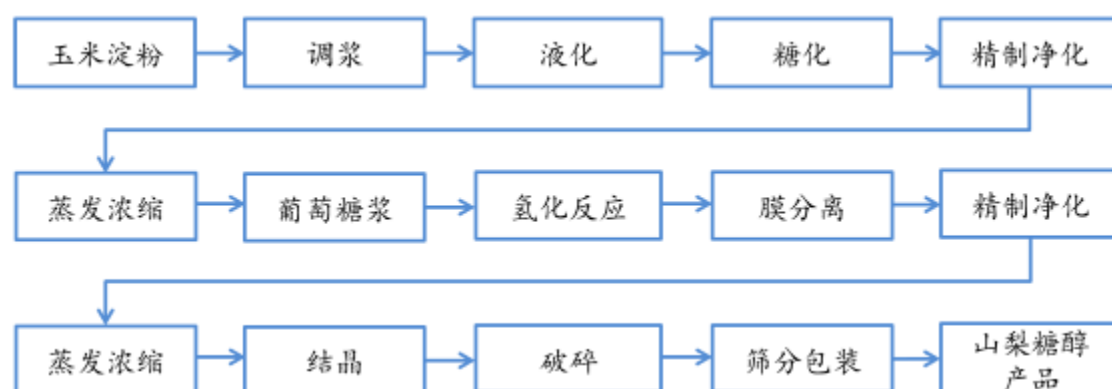 玉米淀粉
调浆
液化
糖化
精制净化
蒸发浓缩
葡萄糖浆
氢化反应
膜分离
精制净化
蒸发浓缩
结晶
破碎
筛分包装
山梨糖醇
产品